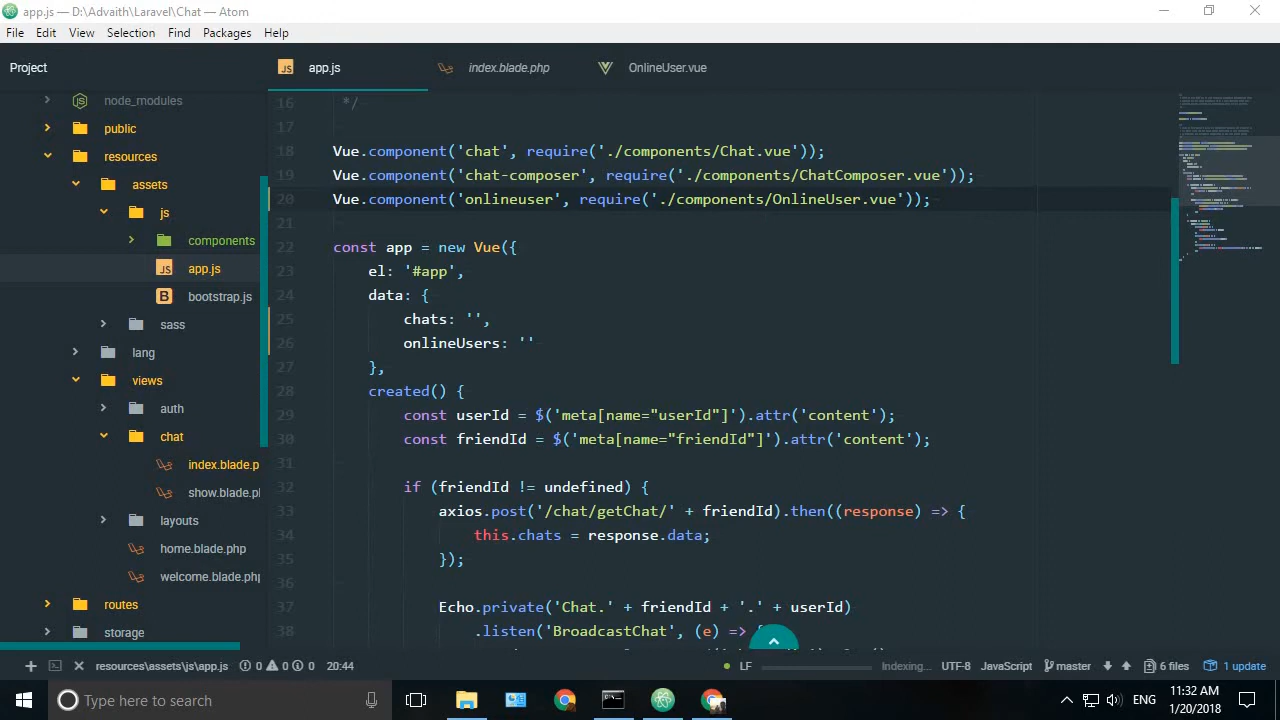 app.js — D:\Advaith\Laravel\Chat — Atom
File Edit View Selection Find Packages Help
Project
app.js index.blade.php OnlineUser.vue
node_modules
public
resources
assets
js
components
app.js
bootstrap.js
sass
lang
views
auth
chat
index.blade.p
show.blade.pl
layouts
home.blade.php
welcome.blade.php
routes
storage
16 */
17
18 Vue.component('chat', require('./components/Chat.vue'));
19 Vue.component('chat-composer', require('./components/ChatComposer.vue'));
20 Vue.component('onlineuser', require('./components/OnlineUser.vue'));
21
22 const app = new Vue({
23 el: '#app',
24 data: {
25 chats: '',
26 onlineUsers: ''
27 },
28 created() {
29 const userId = $('meta[name="userId"]').attr('content');
30 const friendId = $('meta[name="friendId"]').attr('content');
31
32 if (friendId != undefined) {
33 axios.post('/chat/getChat/' + friendId).then((response) => {
34 this.chats = response.data;
35 });
36
37 Echo.private('Chat.' + friendId + '.' + userId)
38 .listen('BroadcastChat', (e) => {
resources\assets\js\app.js 0 0 0 20:44 LF Indexing... UTF-8 JavaScript master 6 files 1 update
Type here to search
ENG
11:32 AM
1/20/2018